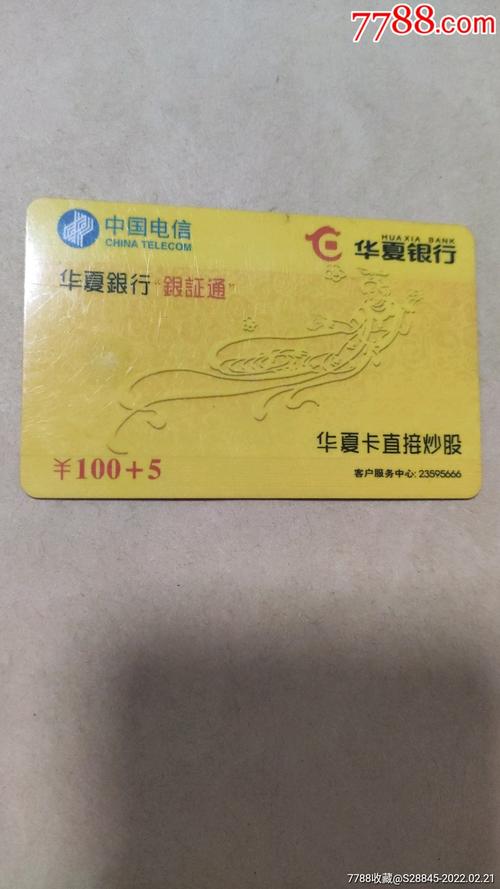 7788.com
中国电信
CHINA TELECOM
HUAXIA BANK
华夏银行
华夏銀行"銀証通"
华夏卡直接炒股
¥100+5
客户服务中心:23595666
7788收藏@S28845-2022.02.21